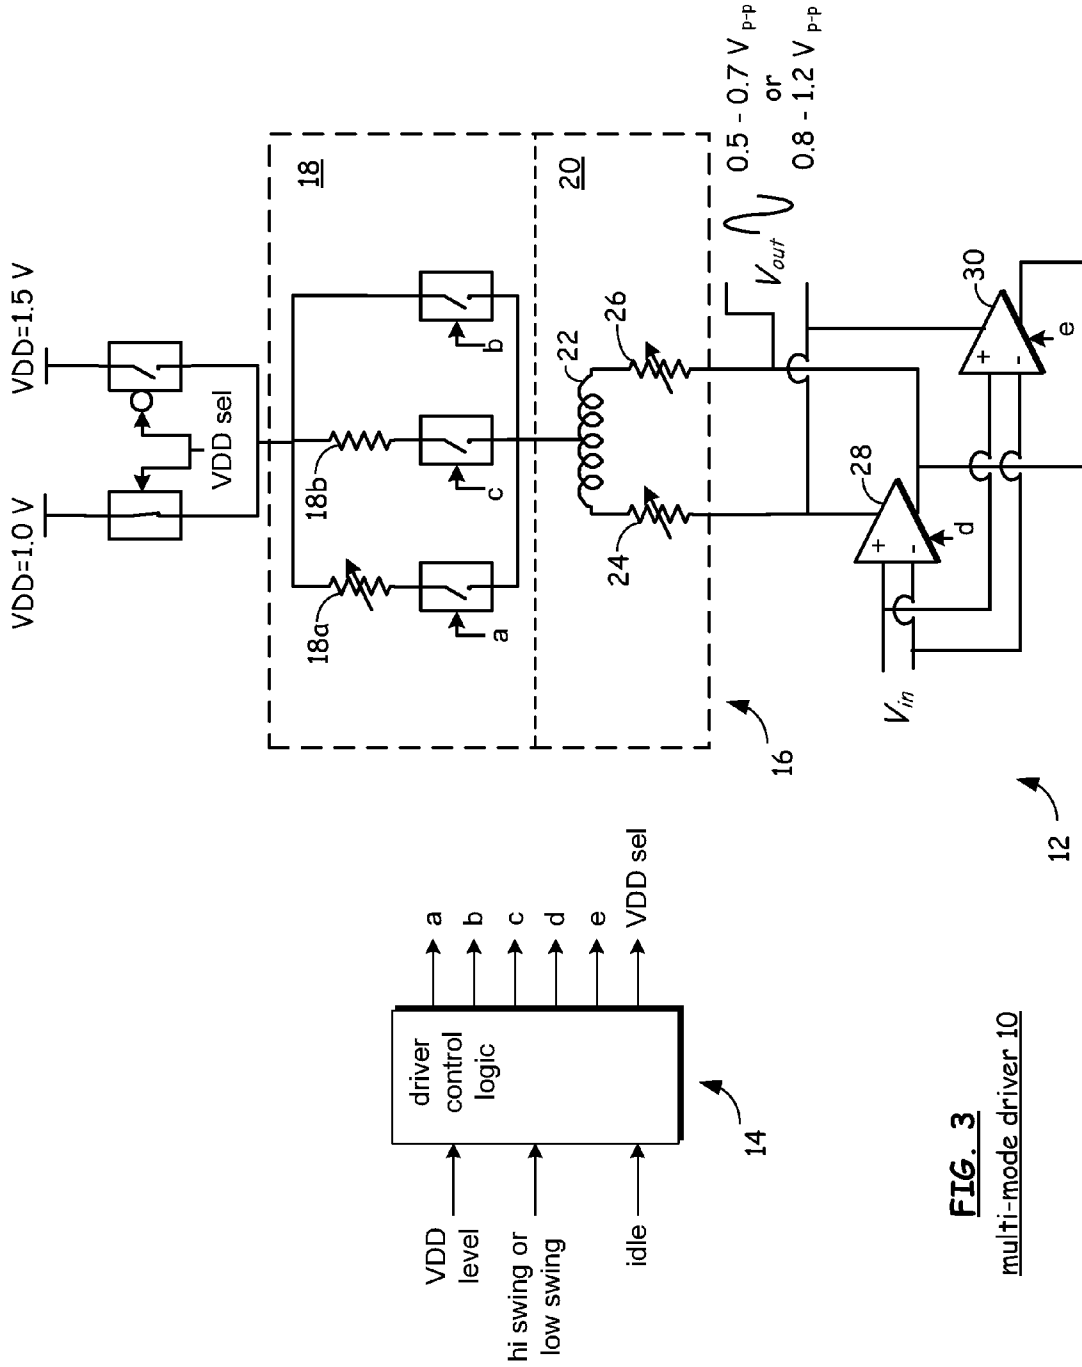 VDD=1.0 V
VDD=1.5 V
VDD sel
18
18a
18b
a
c
b
20
22
24
26
16
Vout
0.5 - 0.7 Vp-p
or
0.8 - 1.2 Vp-p
Vin
+
-
28
d
+
-
30
e
12
VDD
level
hi swing or
low swing
idle
driver
control
logic
a
b
c
d
e
VDD sel
14
FIG. 3
multi-mode driver 10